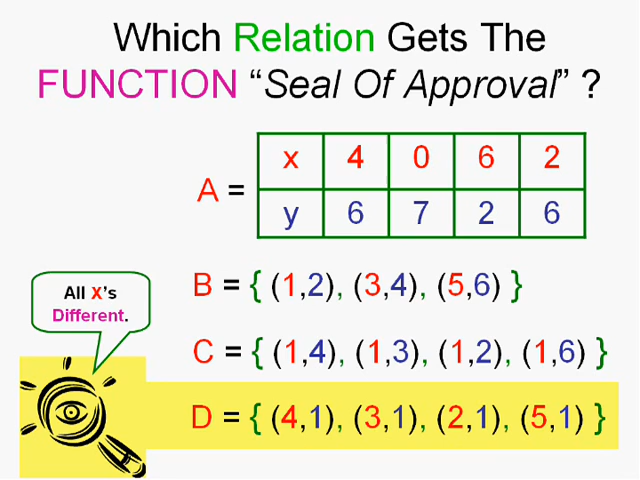 Which Relation Gets The
FUNCTION “Seal Of Approval” ?
A =
x 4 0 6 2
y 6 7 2 6
B = { (1,2), (3,4), (5,6) }
All X's
Different.
C = { (1,4), (1,3), (1,2), (1,6) }
D = { (4,1), (3,1), (2,1), (5,1) }